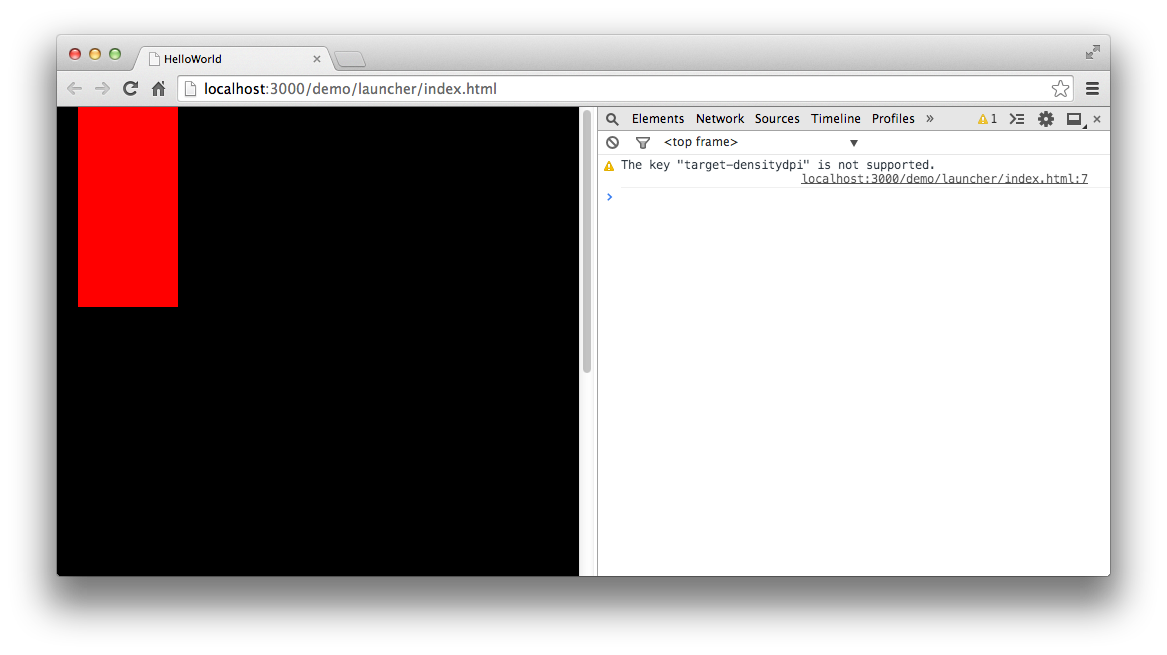 HelloWorld
localhost:3000/demo/launcher/index.html
Elements Network Sources Timeline Profiles » 1
<top frame>
The key "target-densitydpi" is not supported.
localhost:3000/demo/launcher/index.html:7